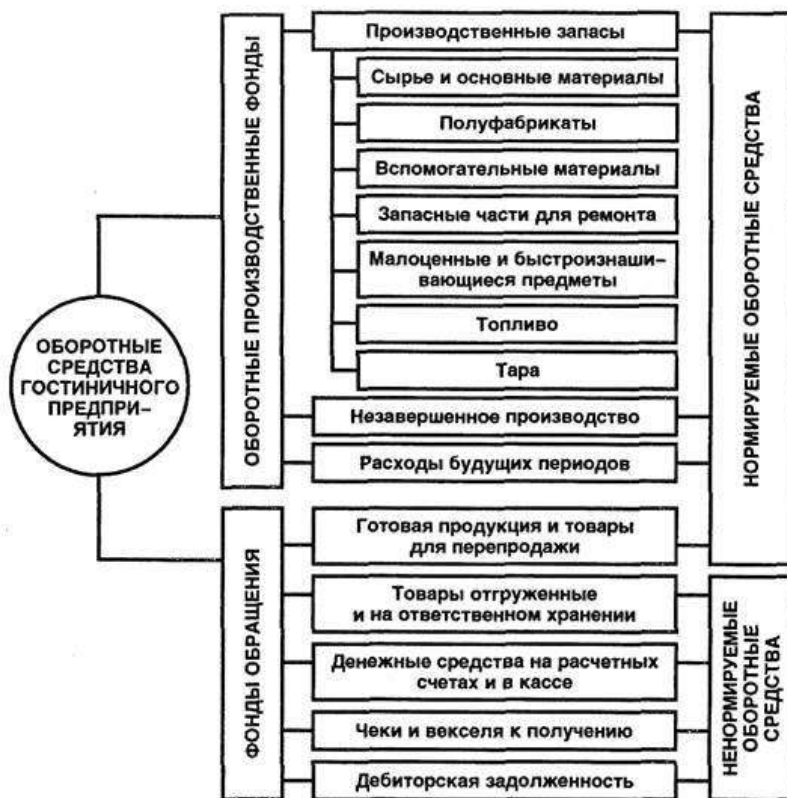 ОБОРОТНЫЕ
СРЕДСТВА
ГОСТИНИЧНОГО
ПРЕДПРИ-
ЯТИЯ
ОБОРОТНЫЕ ПРОИЗВОДСТВЕННЫЕ ФОНДЫ
Производственные запасы
Сырье и основные материалы
Полуфабрикаты
Вспомогательные материалы
Запасные части для ремонта
Малоценные и быстроизнаши-
вающиеся предметы
Топливо
Тара
Незавершенное производство
Расходы будущих периодов
ФОНДЫ ОБРАЩЕНИЯ
Готовая продукция и товары
для перепродажи
Товары отгруженные
и на ответственном хранении
Денежные средства на расчетных
счетах и в кассе
Чеки и векселя к получению
Дебиторская задолженность
НОРМИРУЕМЫЕ ОБОРОТНЫЕ СРЕДСТВА
НЕНОРМИРУЕМЫЕ
ОБОРОТНЫЕ
СРЕДСТВА